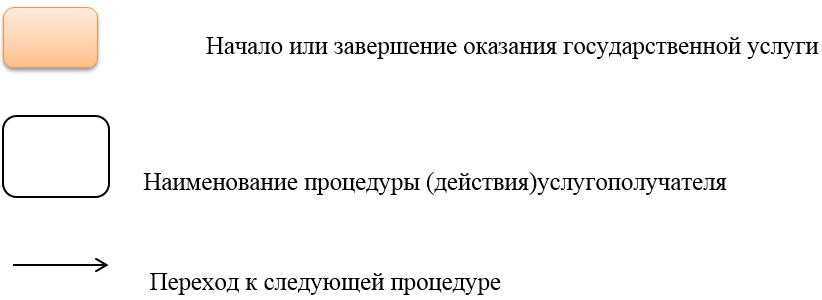 Начало или завершение оказания государственной услуги
Наименование процедуры (действия)услугополучателя
Переход к следующей процедуре